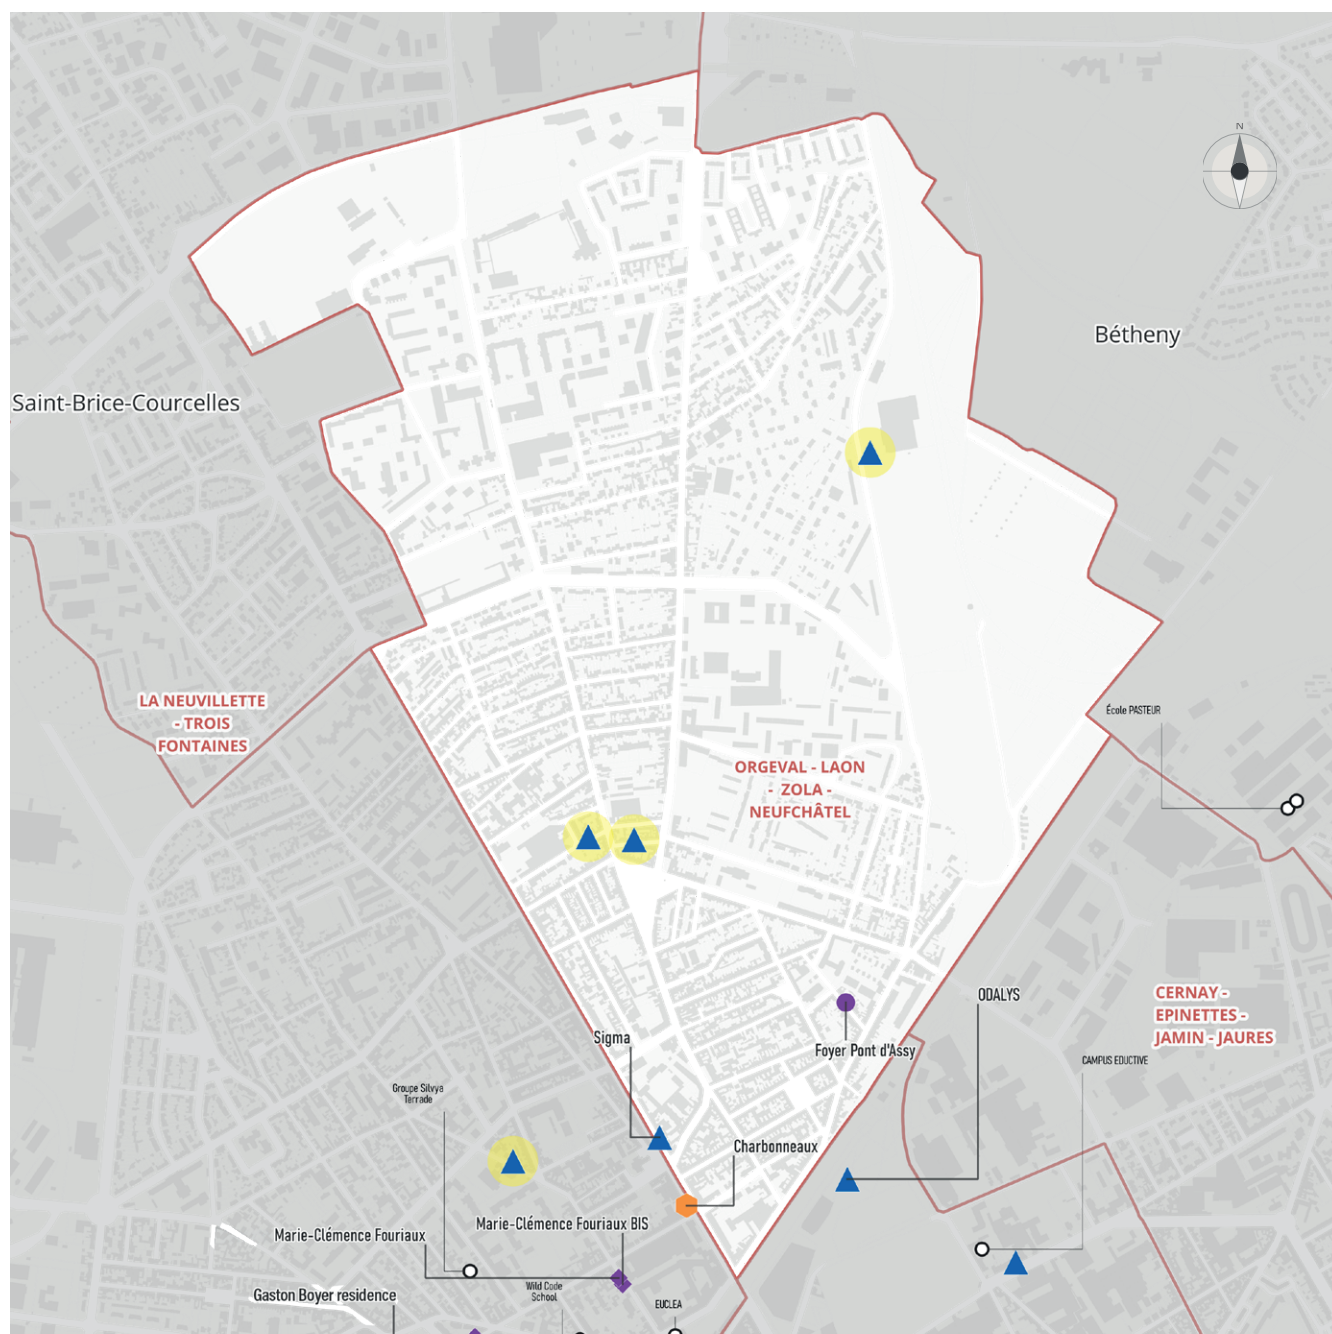 N
Bétheny
Saint-Brice-Courcelles
LA NEUVILLETTE
- TROIS
FONTAINES
École PASTEUR
ORGEVAL - LAON
- ZOLA -
NEUFCHÂTEL
ODALYS
CERNAY -
EPINETTES -
JAMIN - JAURES
Sigma
Foyer Pont d'Assy
CAMPUS EDUCTIVE
Groupe Silvya
Terrade
Charbonneaux
Marie-Clémence Fouriaux BIS
Marie-Clémence Fouriaux
Wild Code
School
Gaston Boyer residence
EUCLEA